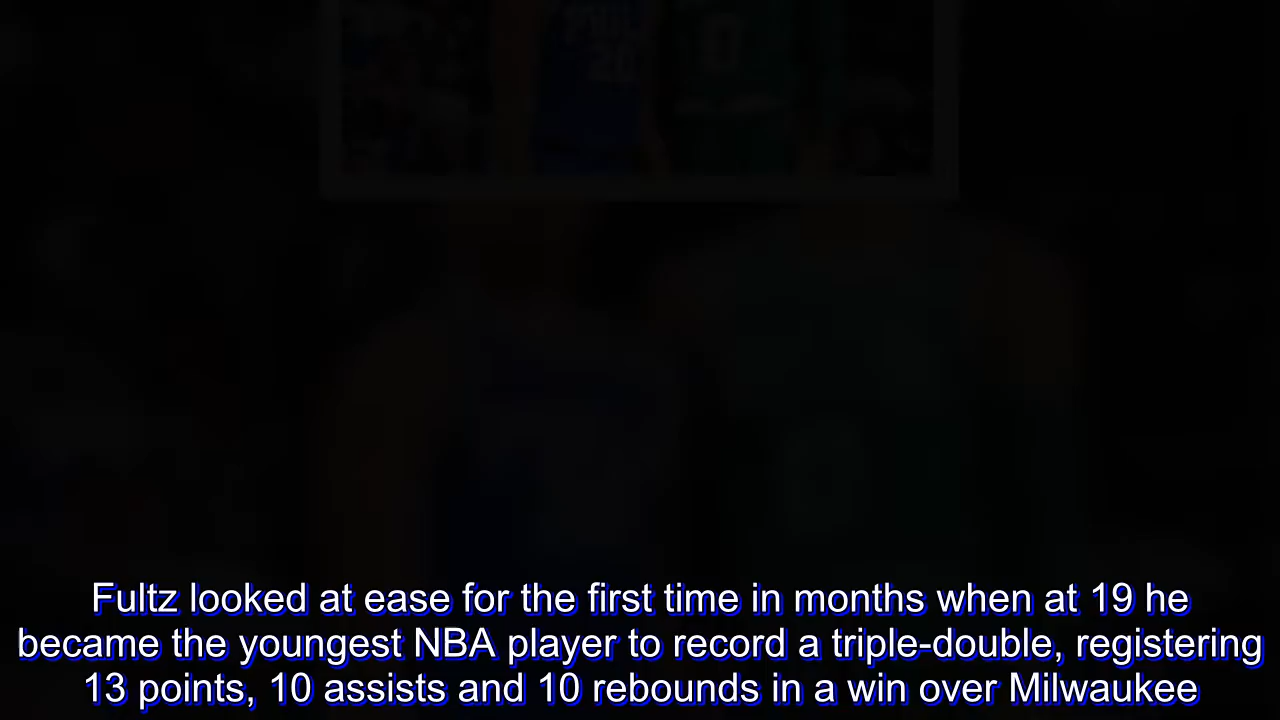 Fultz looked at ease for the first time in months when at 19 he
became the youngest NBA player to record a triple-double, registering
13 points, 10 assists and 10 rebounds in a win over Milwaukee